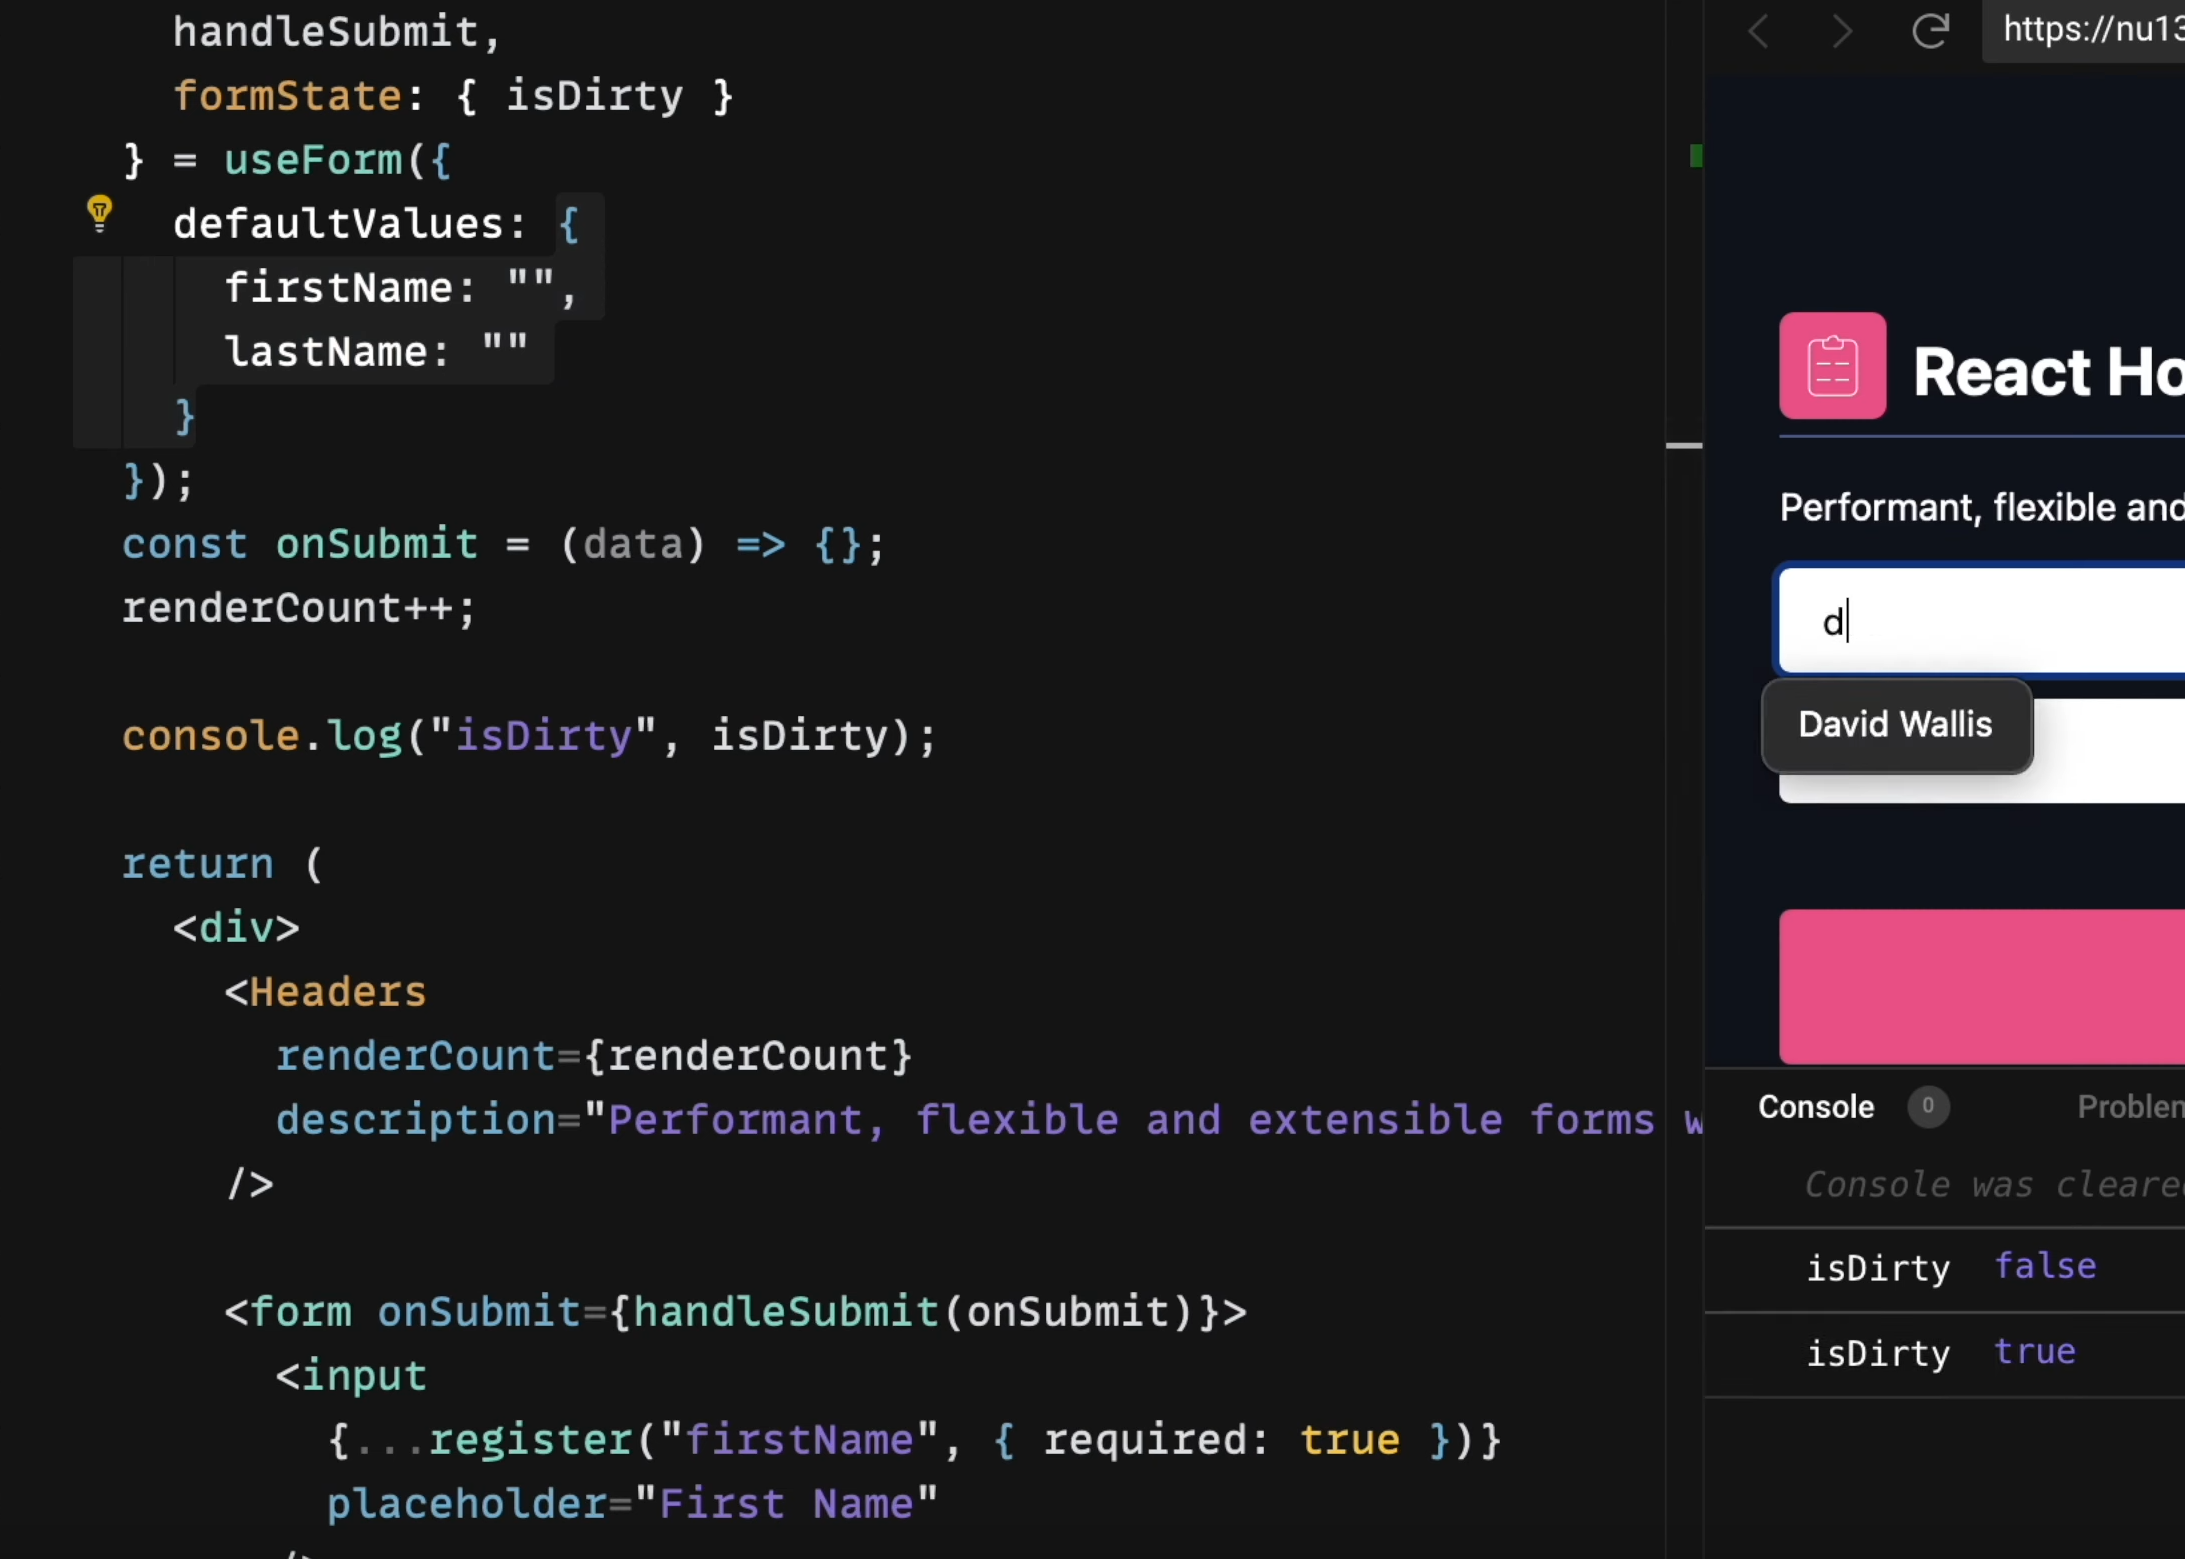 handleSubmit,
formState: { isDirty }
} = useForm({
defaultValues: {
firstName: "",
lastName: ""
}
});
const onSubmit = (data) => {};
renderCount++;
console.log("isDirty", isDirty);
return (
<div>
<Headers
renderCount={renderCount}
description="Performant, flexible and extensible forms w
/>
<form onSubmit={handleSubmit(onSubmit)}>
<input
{...register("firstName", { required: true })}
placeholder="First Name"
https://nu13
React Ho
Performant, flexible and
d
David Wallis
Console 0 Problem
Console was cleared
isDirty false
isDirty true